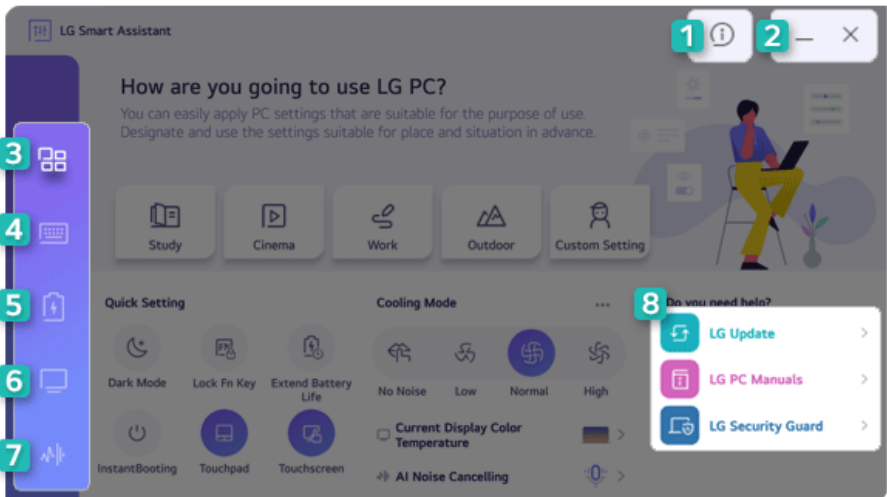 LG Smart Assistant
1
2
How are you going to use LG PC?
You can easily apply PC settings that are suitable for the purpose of use.
Designate and use the settings suitable for place and situation in advance.
3
4
5
6
7
Study
Cinema
Work
Outdoor
Custom Setting
Quick Setting
Dark Mode
Lock Fn Key
Extend Battery
Life
InstantBooting
Touchpad
Touchscreen
Cooling Mode
...
No Noise
Low
Normal
High
Current Display Color
Temperature
AI Noise Cancelling
8
Do you need help?
LG Update
LG PC Manuals
LG Security Guard